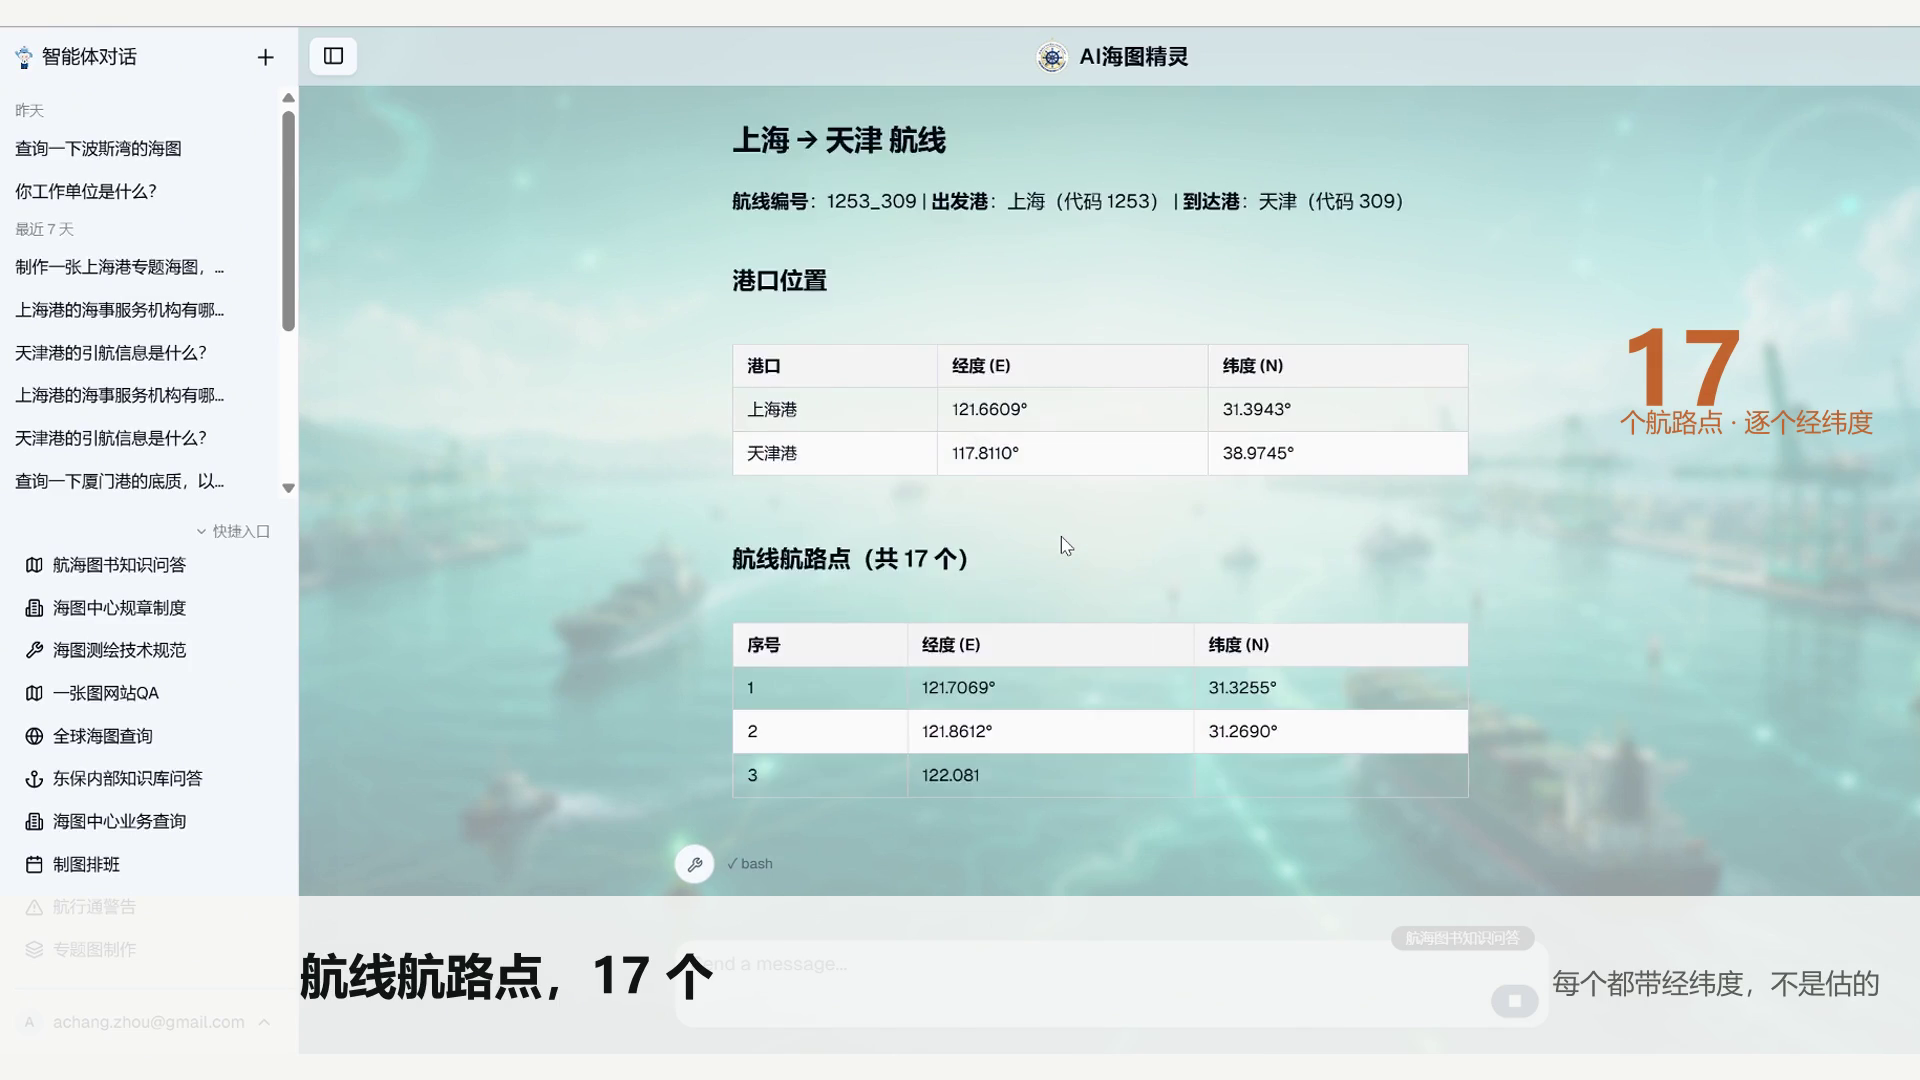 智能体对话
AI海图精灵
昨天
查询一下波斯湾的海图
你工作单位是什么?
最近 7 天
制作一张上海港专题海图，...
上海港的海事服务机构有哪...
天津港的引航信息是什么?
上海港的海事服务机构有哪...
天津港的引航信息是什么?
查询一下厦门港的底质，以...
快捷入口
航海图书知识问答
海图中心规章制度
海图测绘技术规范
一张图网站QA
全球海图查询
东保内部知识库问答
海图中心业务查询
制图排班
航行通警告
专题图制作
A achang.zhou@gmail.com
上海 → 天津 航线
航线编号：1253_309 | 出发港：上海（代码 1253） | 到达港：天津（代码 309）
港口位置
港口 经度 (E) 纬度 (N)
上海港 121.6609° 31.3943°
天津港 117.8110° 38.9745°
17
个航路点 · 逐个经纬度
航线航路点（共 17 个）
序号 经度 (E) 纬度 (N)
1 121.7069° 31.3255°
2 121.8612° 31.2690°
3 122.081
✓ bash
航海图书知识问答
航线航路点，17 个
nd a message...
每个都带经纬度，不是估的